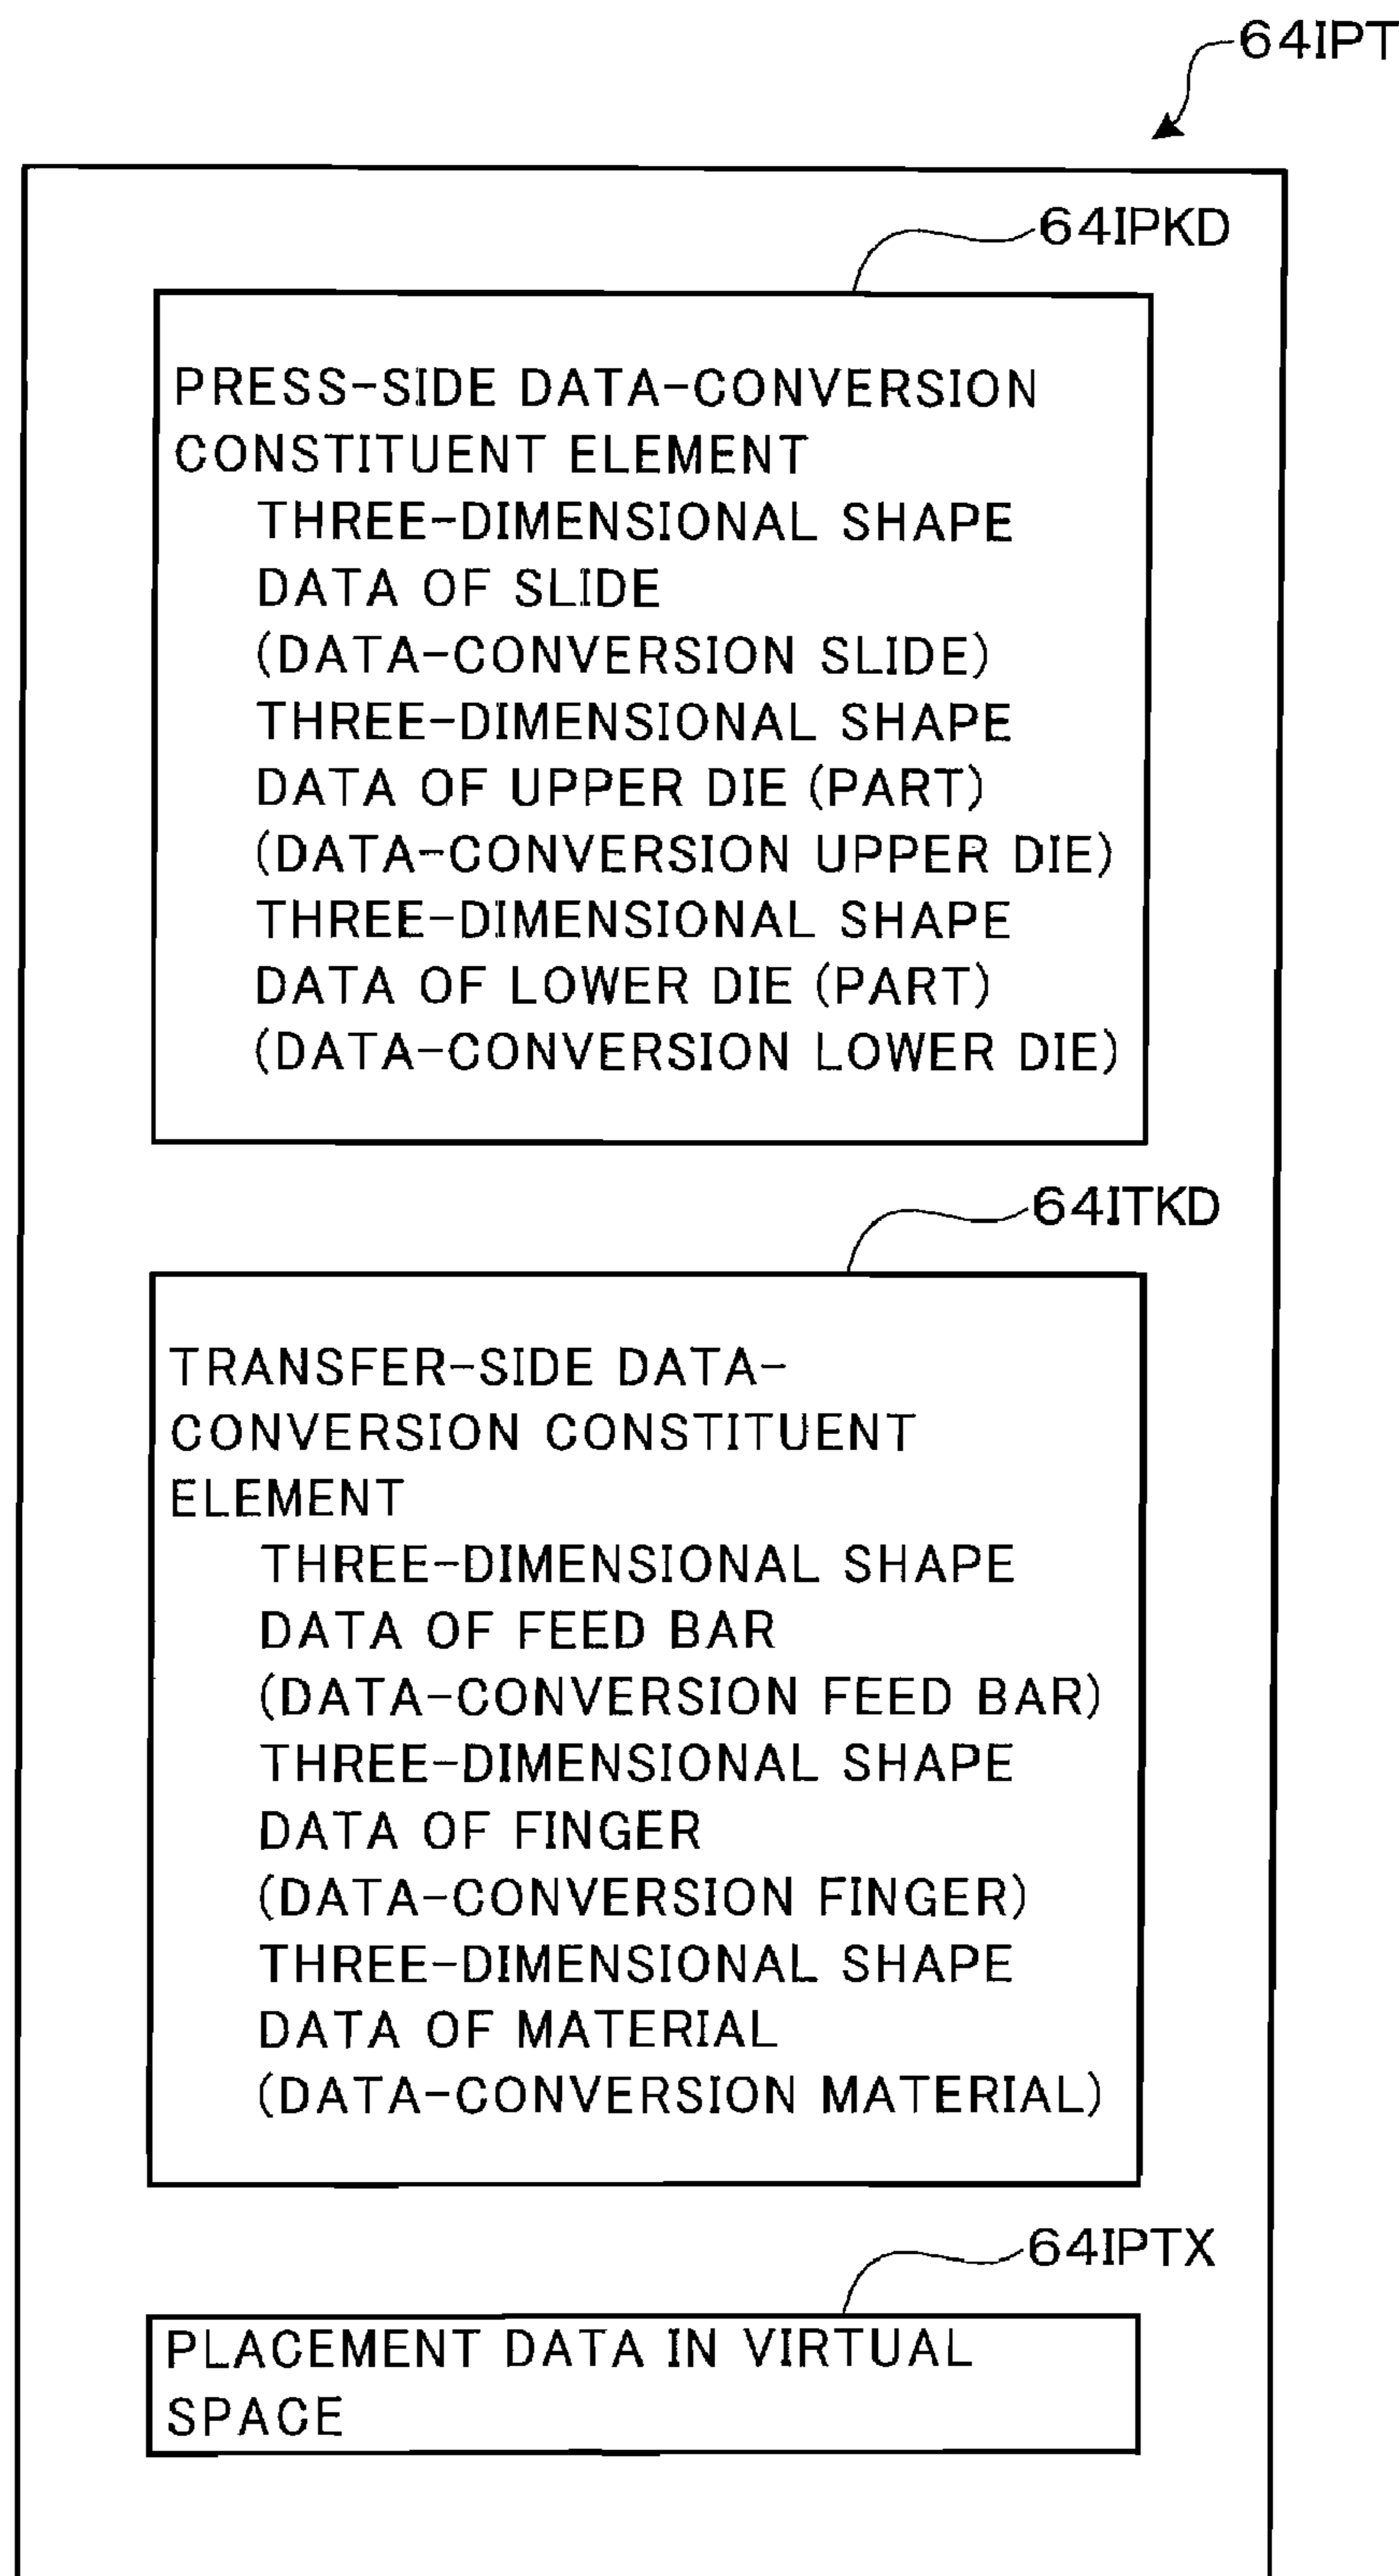 64IPT
64IPKD
PRESS-SIDE DATA-CONVERSION
CONSTITUENT ELEMENT
THREE-DIMENSIONAL SHAPE
DATA OF SLIDE
(DATA-CONVERSION SLIDE)
THREE-DIMENSIONAL SHAPE
DATA OF UPPER DIE (PART)
(DATA-CONVERSION UPPER DIE)
THREE-DIMENSIONAL SHAPE
DATA OF LOWER DIE (PART)
(DATA-CONVERSION LOWER DIE)
64ITKD
TRANSFER-SIDE DATA-
CONVERSION CONSTITUENT
ELEMENT
THREE-DIMENSIONAL SHAPE
DATA OF FEED BAR
(DATA-CONVERSION FEED BAR)
THREE-DIMENSIONAL SHAPE
DATA OF FINGER
(DATA-CONVERSION FINGER)
THREE-DIMENSIONAL SHAPE
DATA OF MATERIAL
(DATA-CONVERSION MATERIAL)
64IPTX
PLACEMENT DATA IN VIRTUAL
SPACE